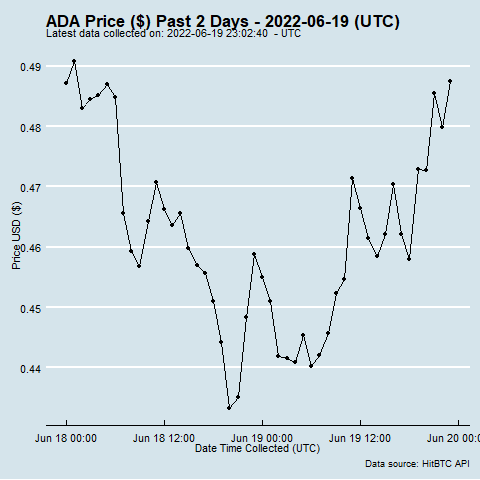 ADA Price ($) Past 2 Days - 2022-06-19 (UTC)
Latest data collected on: 2022-06-19 23:02:40 - UTC
0.49
0.48
0.47
0.46
0.45
0.44
Price USD ($)
Jun 18 00:00 Jun 18 12:00 Jun 19 00:00 Jun 19 12:00 Jun 20 00:0
Date Time Collected (UTC)
Data source: HitBTC API